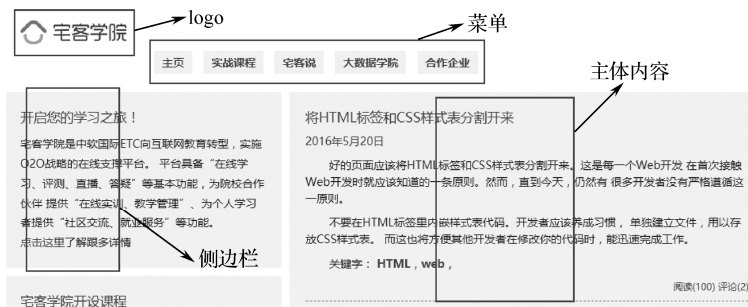 宅客学院
logo
菜单
主页 实战课程 宅客说 大数据学院 合作企业
主体内容
开启您的学习之旅！
宅客学院是中软国际ETC向互联网教育转型，实施
O2O战略的在线支撑平台。 平台具备“在线学
习、评测、直播、答疑”等基本功能，为院校合作
伙伴 提供“在线实训、教学管理”、为个人学习
者提供“社区交流、就业服务”等功能。
点击这里了解跟多详情
侧边栏
宅客学院开设课程
将HTML标签和CSS样式表分割开来
2016年5月20日
好的页面应该将HTML标签和CSS样式表分割开来。这是每一个Web开发 在首次接触
Web开发时就应该知道的一条原则。然而，直到今天，仍然有 很多开发者没有严格遵循这
一原则。
不要在HTML标签里内嵌样式表代码。开发者应该养成习惯， 单独建立文件，用以存
放CSS样式表。 而这也将方便其他开发者在修改你的代码时，能迅速完成工作。
关键字： HTML，web，
阅读(100) 评论(2)